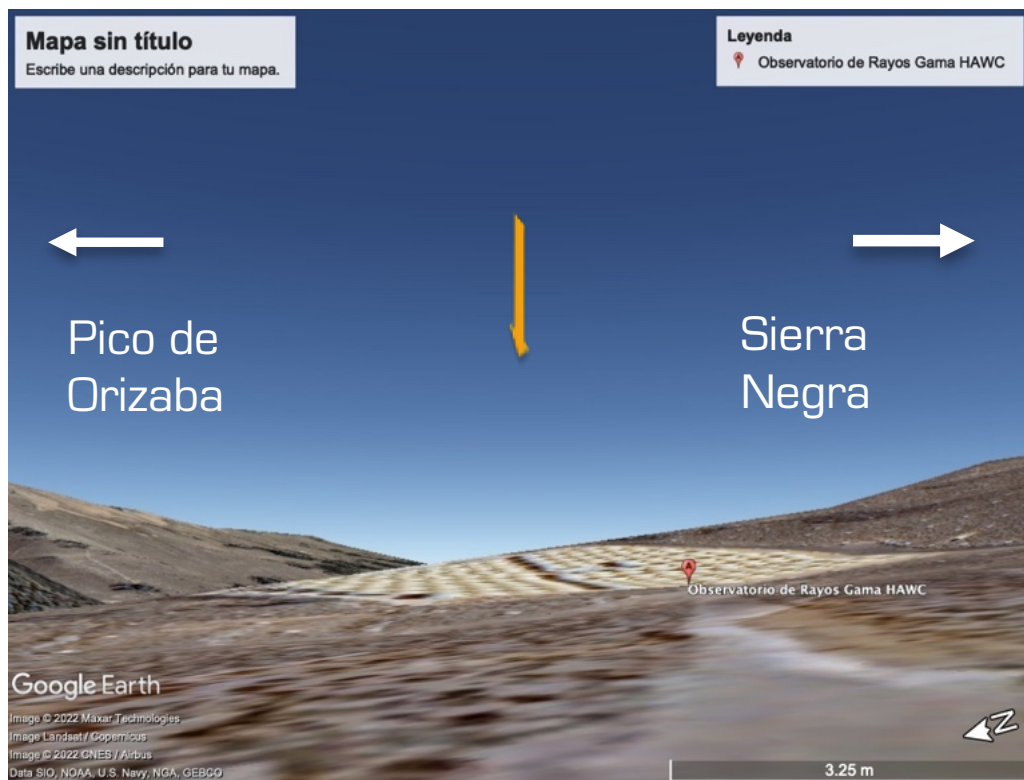 Mapa sin título
Escribe una descripción para tu mapa.
Leyenda
A Observatorio de Rayos Gama HAWC
Pico de
Orizaba
Sierra
Negra
A
Observatorio de Rayos Gama HAWC
Google Earth
Image © 2022 Maxar Technologies
Image Landsat / Copernicus
Image © 2022 CNES / Airbus
Data SIO, NOAA, U.S. Navy, NGA, GEBCO
N
3.25 m